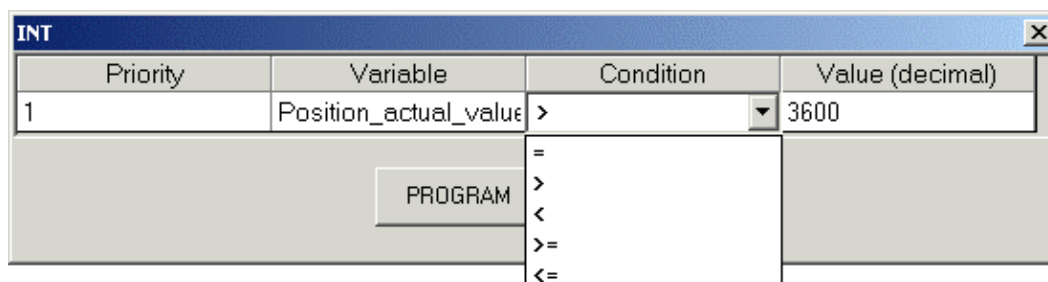 INT
Priority Variable Condition Value (decimal)
1 Position_actual_value > 3600
=
>
PROGRAM
<
>=
<=